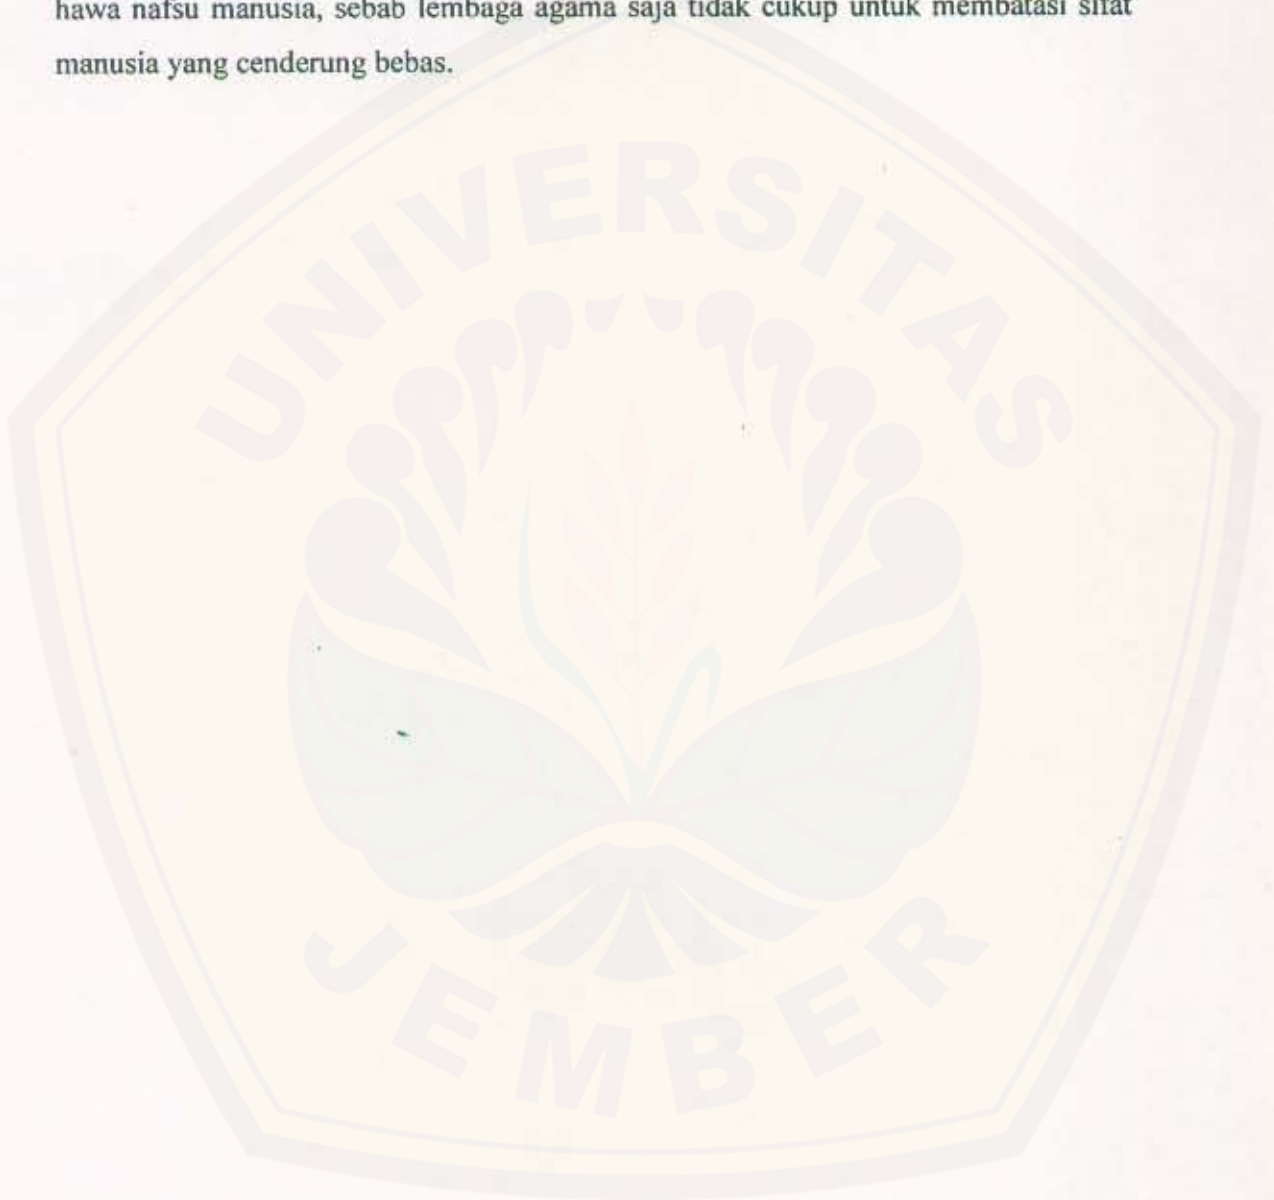 hawa nafsu manusia, sebab lembaga agama saja tidak cukup untuk membatasi sifat
manusia yang cenderung bebas.
UNIVERSITAS
JEMBER